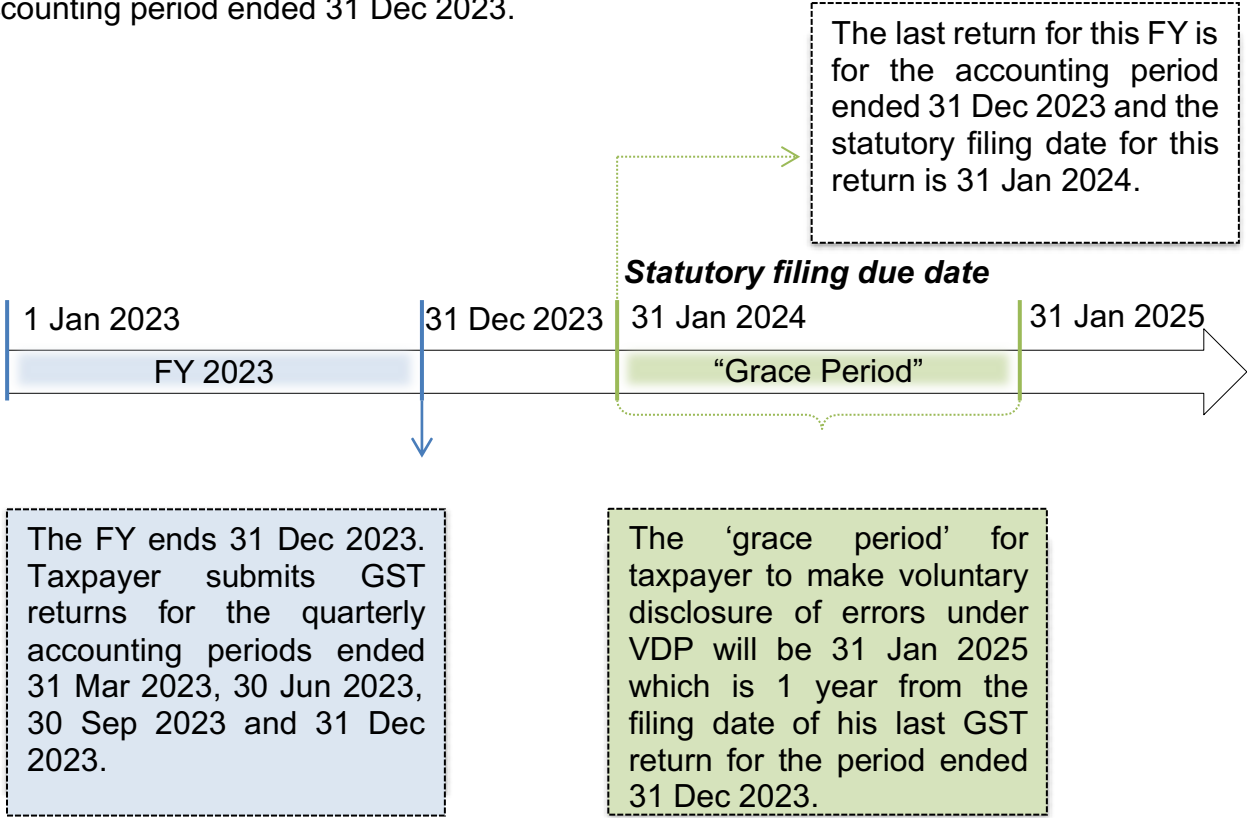 counting period ended 31 Dec 2023.
The last return for this FY is
for the accounting period
ended 31 Dec 2023 and the
statutory filing date for this
return is 31 Jan 2024.
Statutory filing due date
1 Jan 2023
31 Dec 2023
31 Jan 2024
31 Jan 2025
FY 2023
“Grace Period”
The FY ends 31 Dec 2023.
Taxpayer submits GST
returns for the quarterly
accounting periods ended
31 Mar 2023, 30 Jun 2023,
30 Sep 2023 and 31 Dec
2023.
The ‘grace period’ for
taxpayer to make voluntary
disclosure of errors under
VDP will be 31 Jan 2025
which is 1 year from the
filing date of his last GST
return for the period ended
31 Dec 2023.